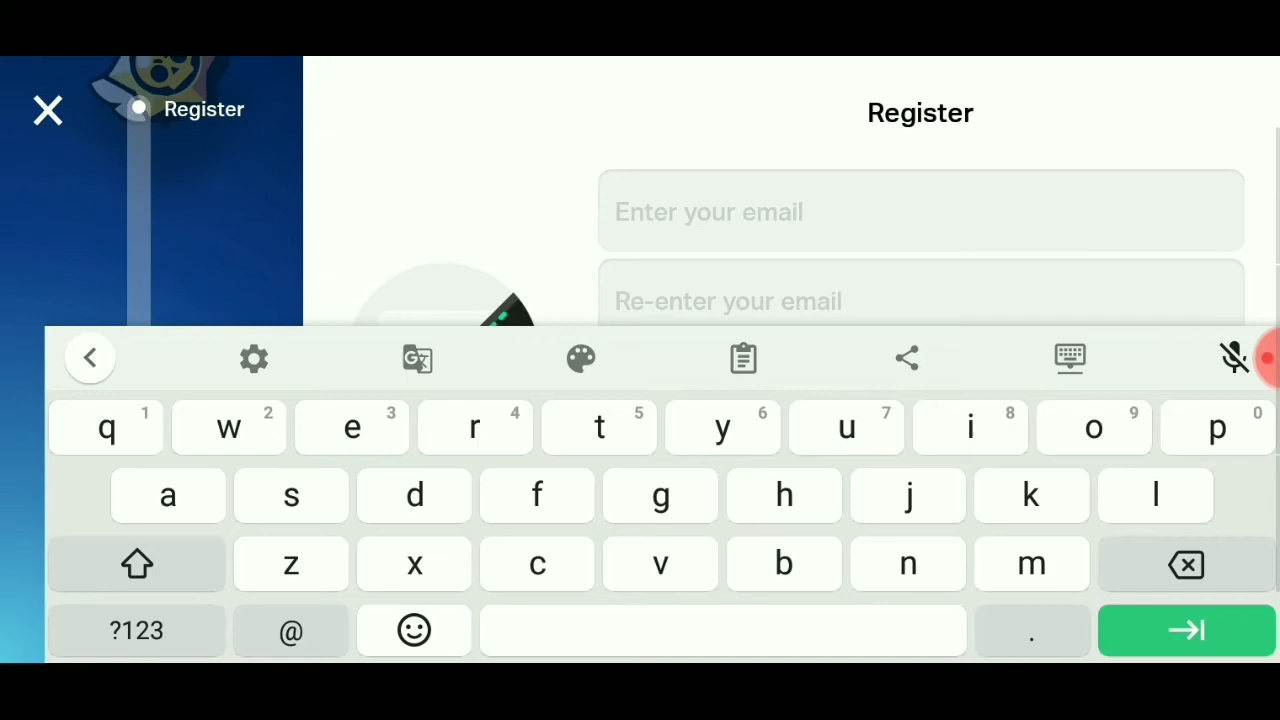 Register
Register
Enter your email
Re-enter your email
q 1 w 2 e 3 r 4 t 5 y 6 u 7 i 8 o 9 p 0
a s d f g h j k l
z x c v b n m
?123 @ .